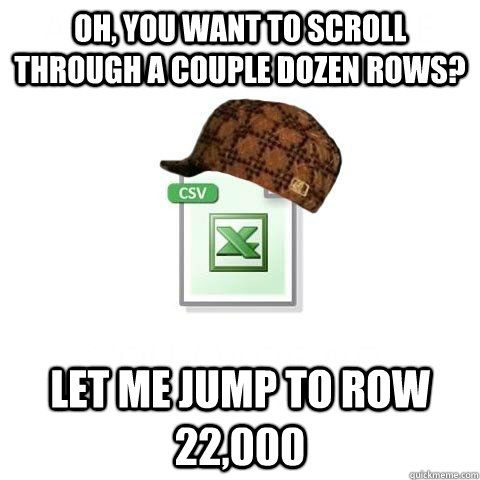 OH, YOU WANT TO SCROLL
THROUGH A COUPLE DOZEN ROWS?
CSV
X
LET ME JUMP TO ROW
22,000
quickmeme.com